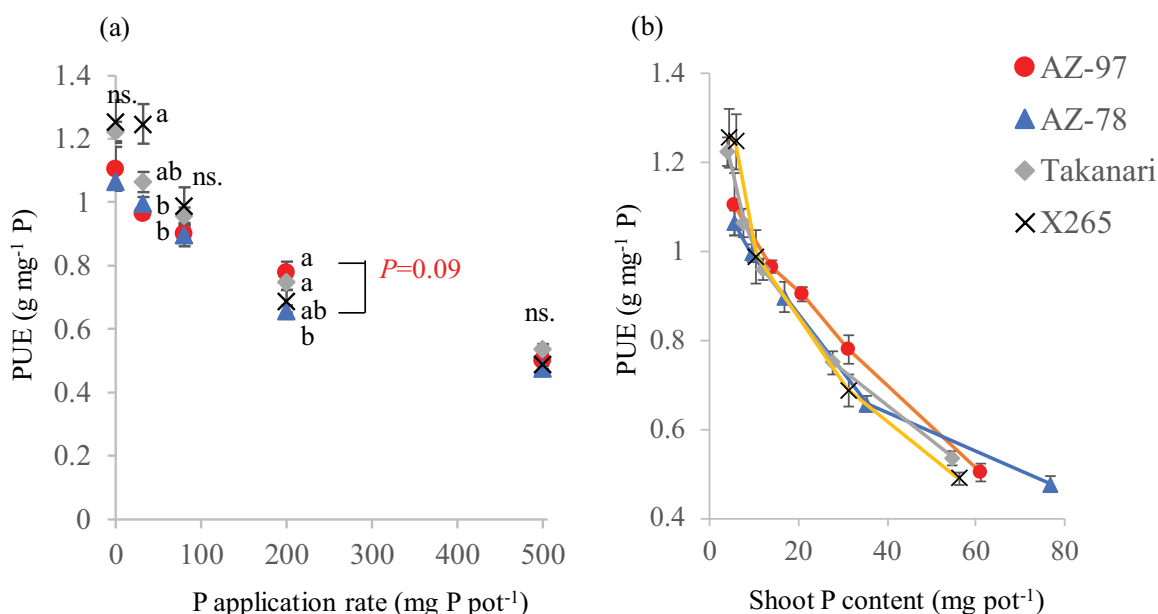 (a)
1.4
1.2
1
0.8
0.6
0.4
0.2
0
PUE (g mg⁻¹ P)
ns.
a
ab
b
b
ns.
a
a
ab
b
P=0.09
ns.
0 100 200 300 400 500
P application rate (mg P pot⁻¹)
(b)
1.4
1.2
1
0.8
0.6
0.4
PUE (g mg⁻¹ P)
0 20 40 60 80
Shoot P content (mg pot⁻¹)
AZ-97
AZ-78
Takanari
X265